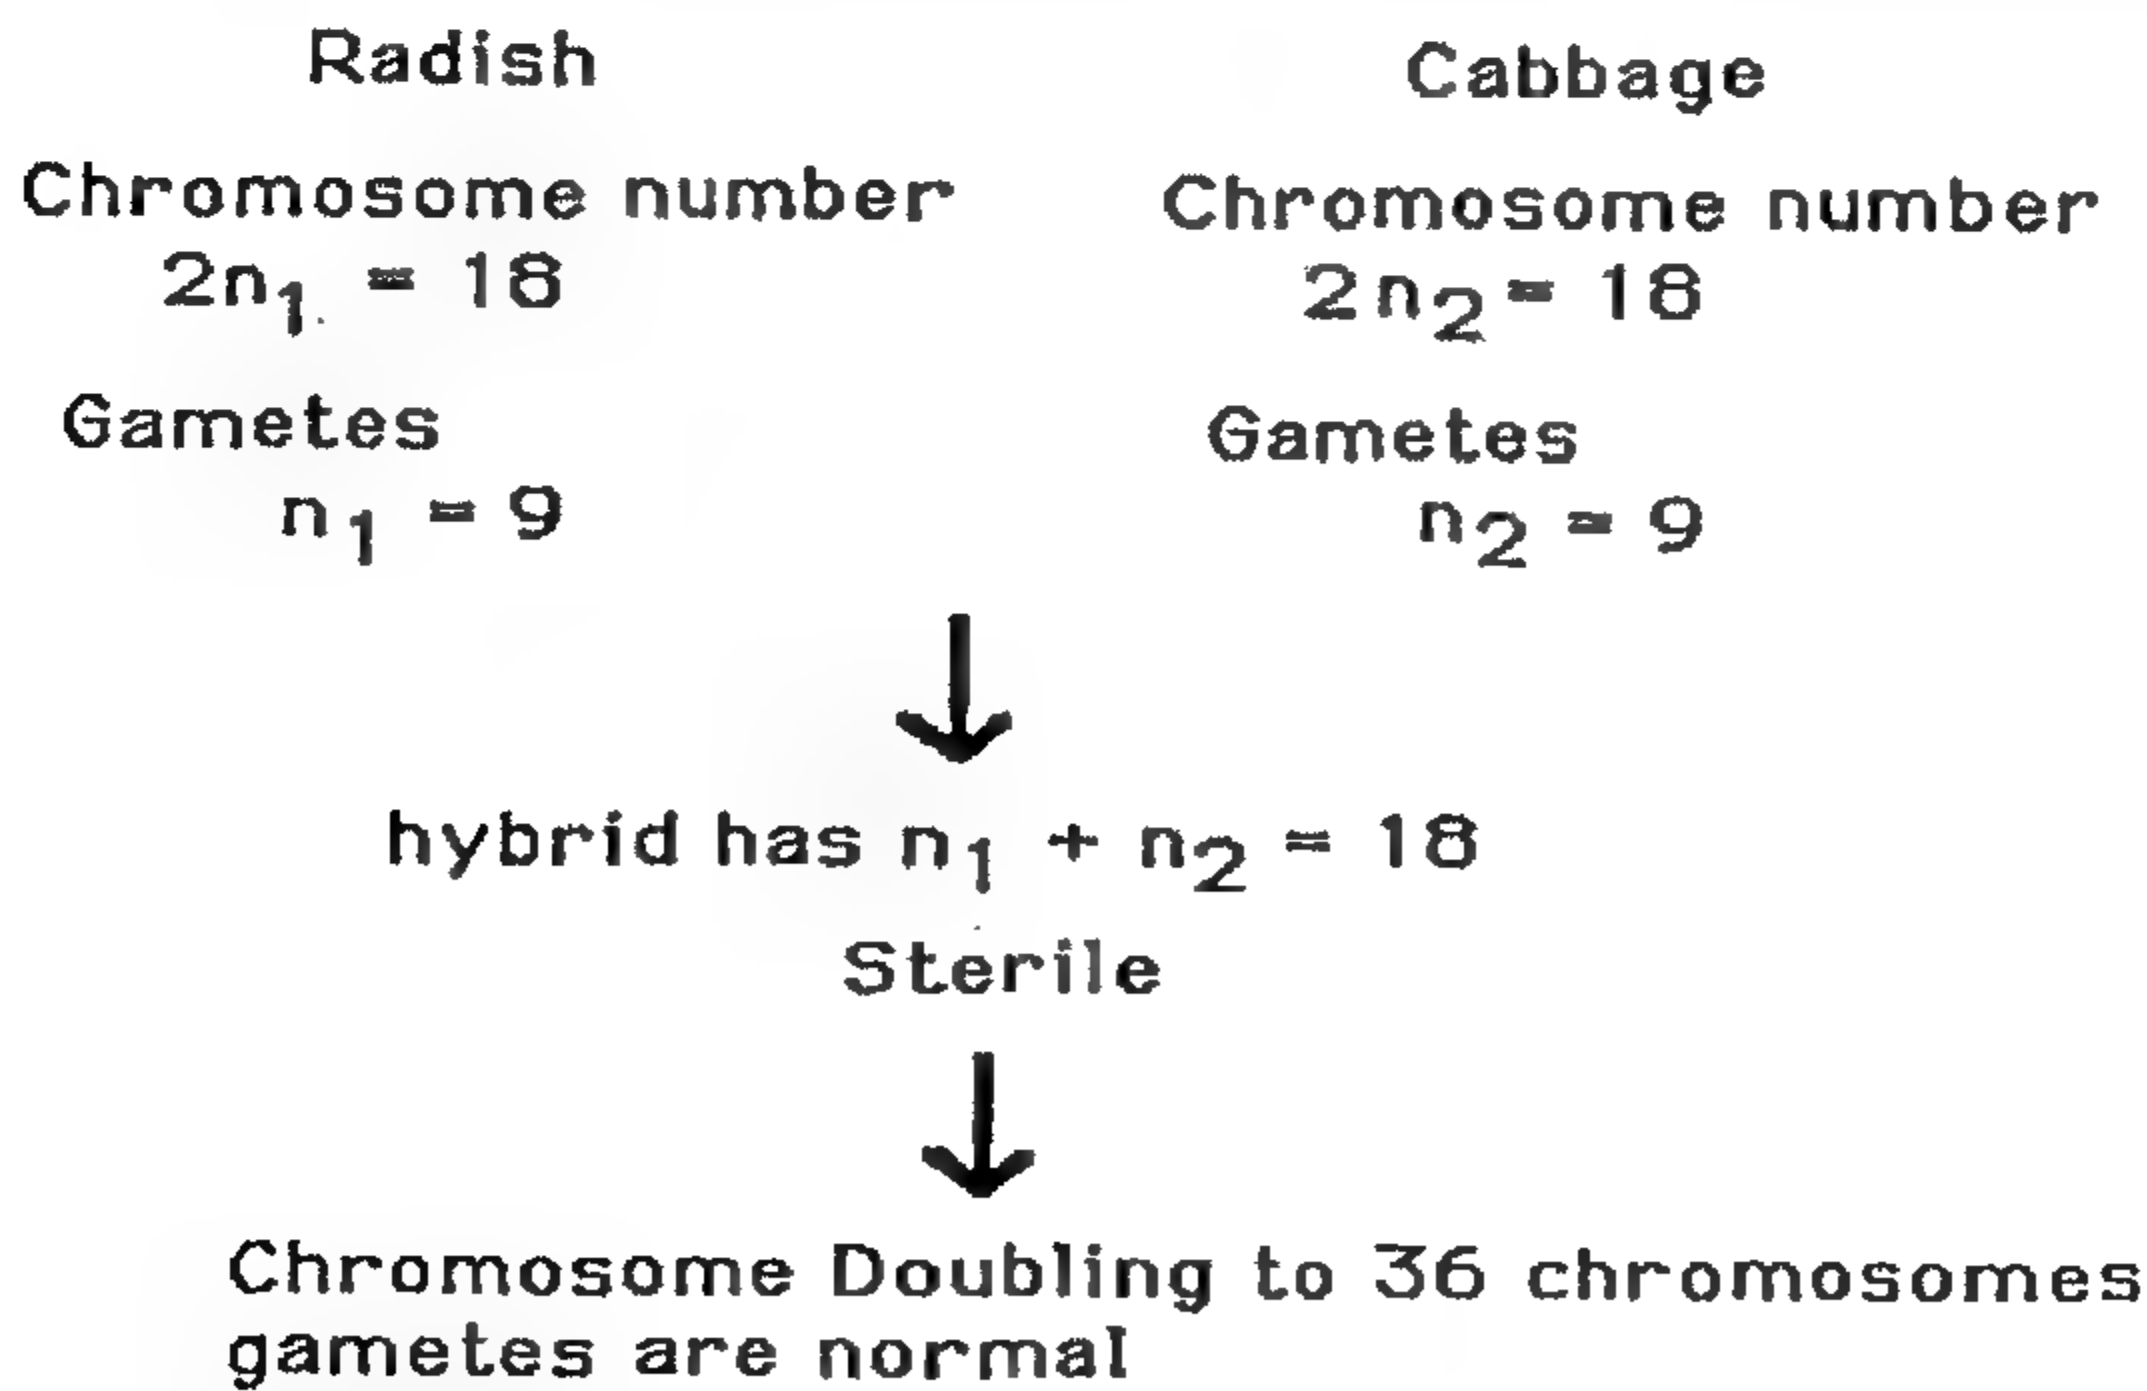 Radish
Cabbage
Chromosome number
Chromosome number
2n₁ = 18
2n₂ = 18
Gametes
Gametes
n₁ = 9
n₂ = 9
hybrid has n₁ + n₂ = 18
Sterile
Chromosome Doubling to 36 chromosomes
gametes are normal